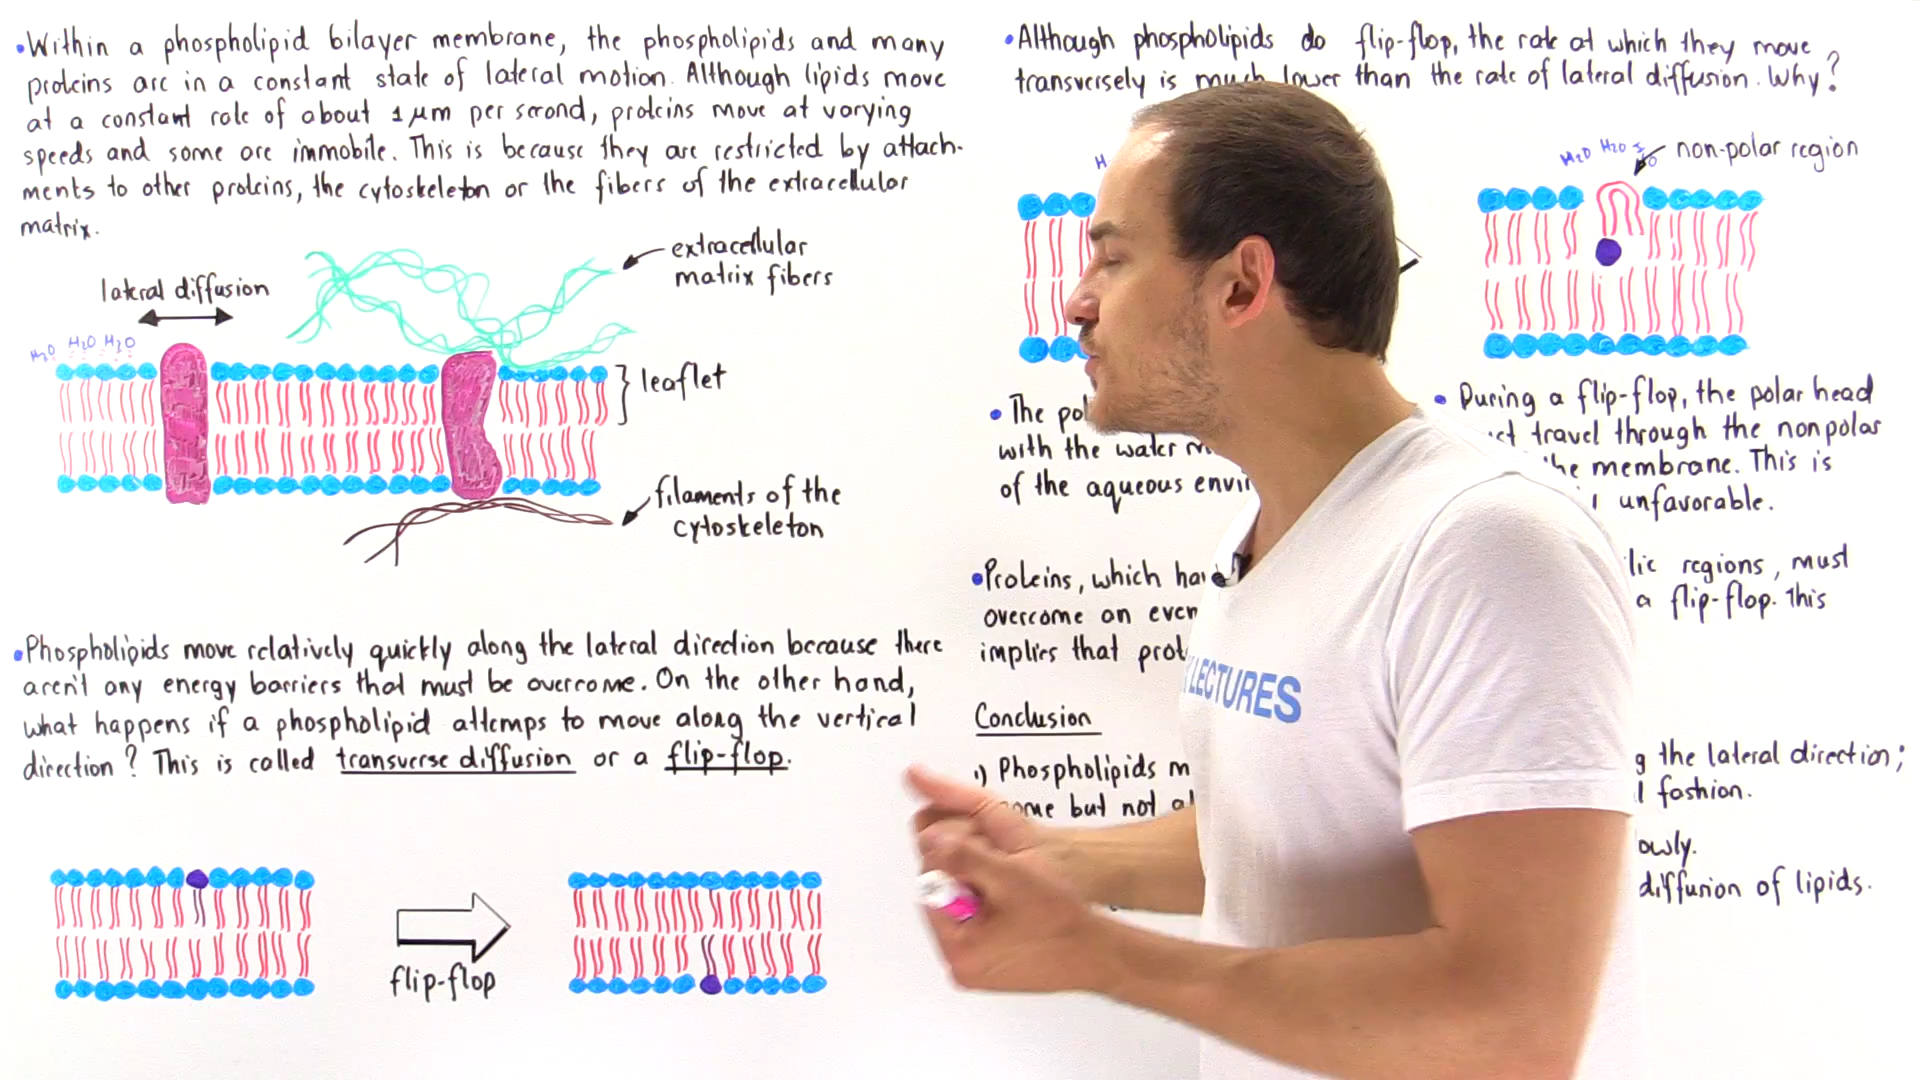 •Within a phospholipid bilayer membrane, the phospholipids and many
proteins are in a constant state of lateral motion. Although lipids move
at a constant rate of about 1 μm per second, proteins move at varying
speeds and some are immobile. This is because they are restricted by attach-
ments to other proteins, the cytoskeleton or the fibers of the extracellular
matrix.
lateral diffusion
extracellular
matrix fibers
H2O H2O H2O
leaflet
filaments of the
cytoskeleton
•Phospholipids move relatively quickly along the lateral direction because there
aren't any energy barriers that must be overcome. On the other hand,
what happens if a phospholipid attemps to move along the vertical
direction? This is called transverse diffusion or a flip-flop.
flip-flop
•Although phospholipids do flip-flop, the rate at which they move
transversely is much lower than the rate of lateral diffusion. Why?
H
H2O H2O
non-polar region
•The pol
with the water m
of the aqueous envi
•During a flip-flop, the polar head
travel through the nonpolar
the membrane. This is
unfavorable.
•Proteins, which hav
lic regions, must
overcome an even
a flip-flop. This
implies that prot
Conclusion
1) Phospholipids m
g the lateral direction;
some but not al
l fashion.
owly.
diffusion of lipids.
LECTURES